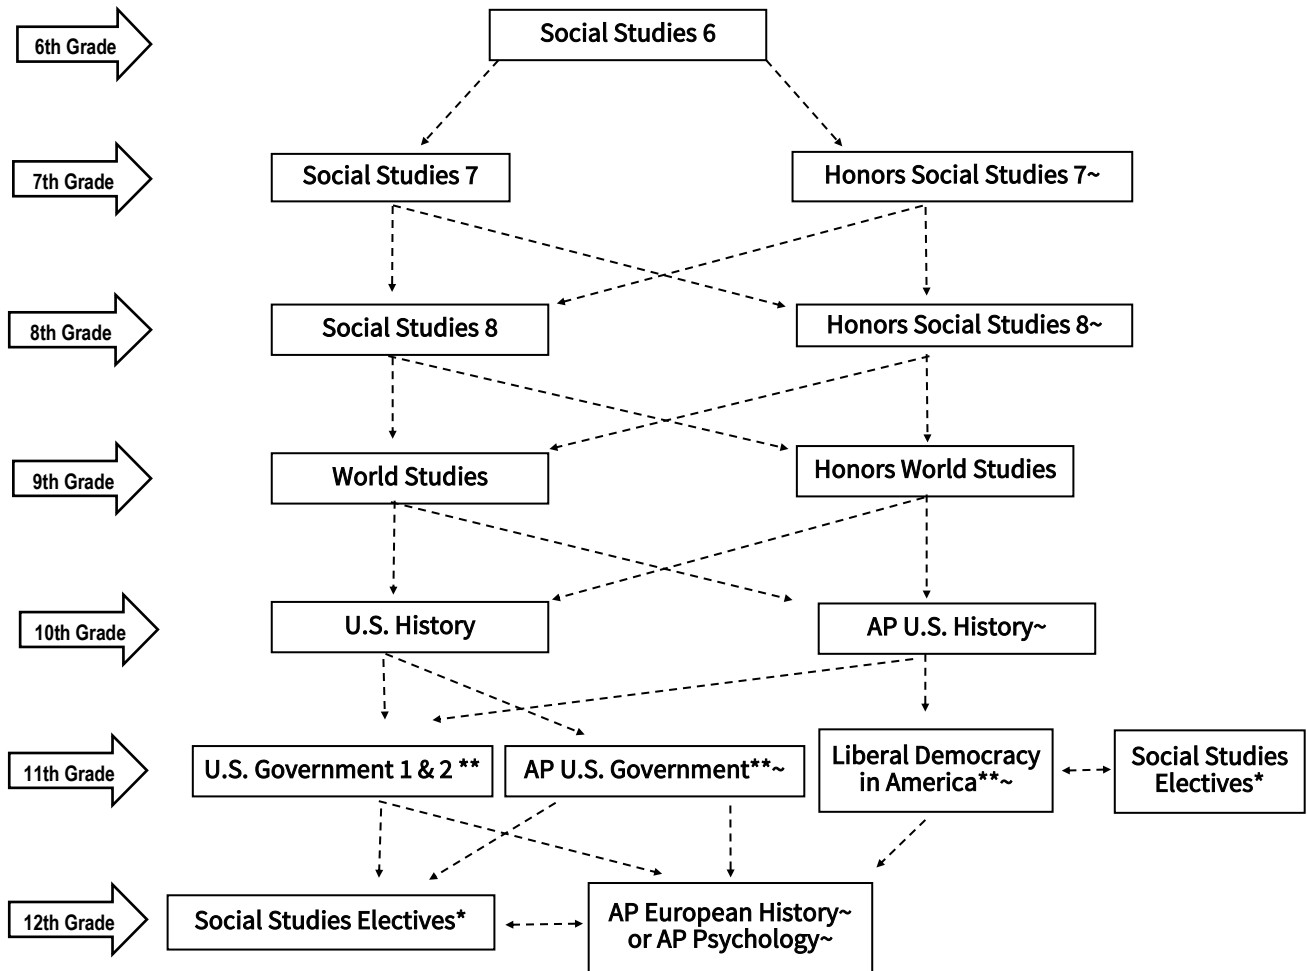 6th Grade
Social Studies 6
7th Grade
Social Studies 7
Honors Social Studies 7~
8th Grade
Social Studies 8
Honors Social Studies 8~
9th Grade
World Studies
Honors World Studies
10th Grade
U.S. History
AP U.S. History~
11th Grade
U.S. Government 1 & 2 **
AP U.S. Government**~
Liberal Democracy
in America**~
Social Studies
Electives*
12th Grade
Social Studies Electives*
AP European History~
or AP Psychology~